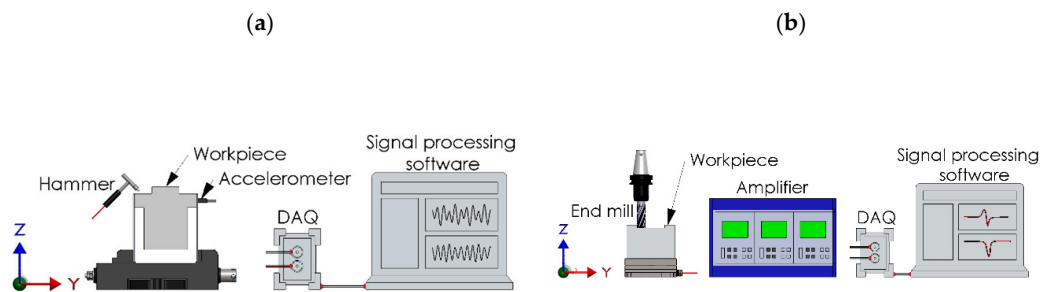 (a)
Signal processing
software
Workpiece
Accelerometer
Hammer
DAQ
Z
Y
(b)
Signal processing
software
Workpiece
Amplifier
End mill
DAQ
Z
Y